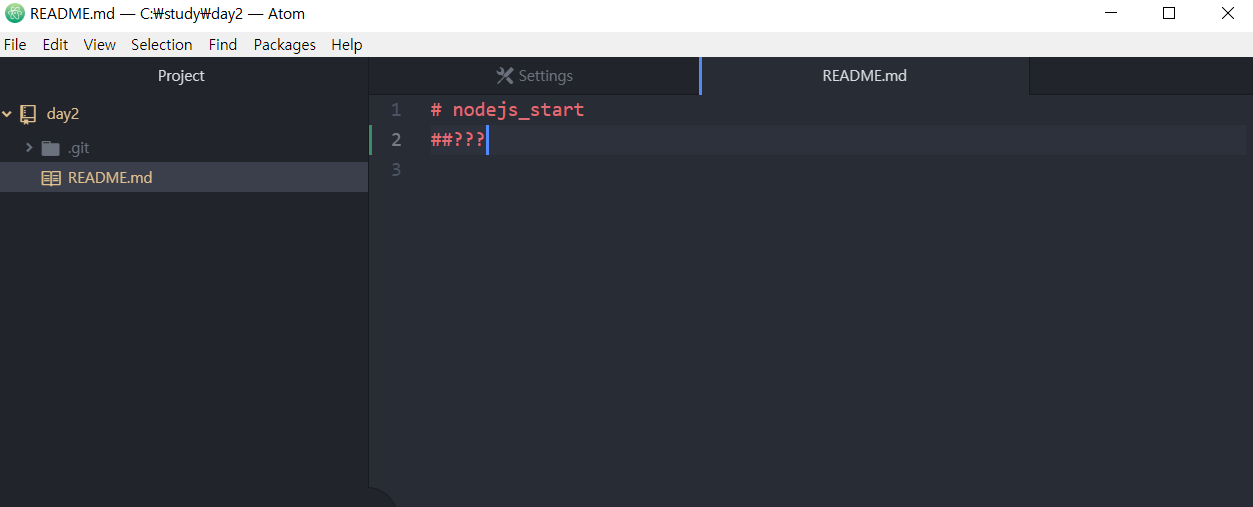 README.md — C:₩study₩day2 — Atom
File Edit View Selection Find Packages Help
Project
Settings
README.md
day2
.git
README.md
1 # nodejs_start
2 ##???
3